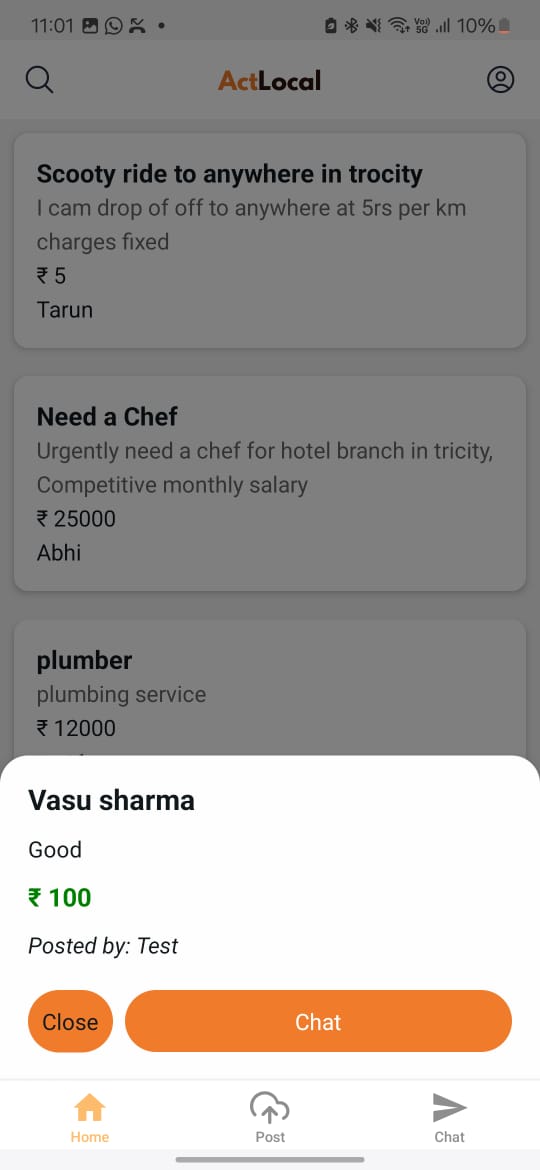 11:01
Vo))
5G
10%
ActLocal
Scooty ride to anywhere in trocity
I cam drop of off to anywhere at 5rs per km
charges fixed
₹ 5
Tarun
Need a Chef
Urgently need a chef for hotel branch in tricity,
Competitive monthly salary
₹ 25000
Abhi
plumber
plumbing service
₹ 12000
Vasu sharma
Good
₹ 100
Posted by: Test
Close
Chat
Home
Post
Chat